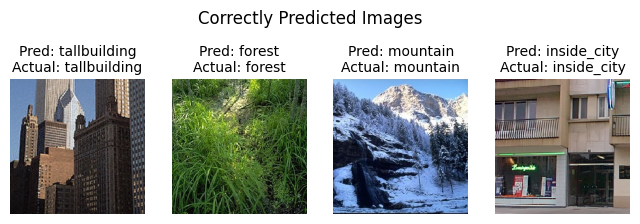 Correctly Predicted Images
Pred: tallbuilding
Actual: tallbuilding
Pred: forest
Actual: forest
Pred: mountain
Actual: mountain
Pred: inside_city
Actual: inside_city